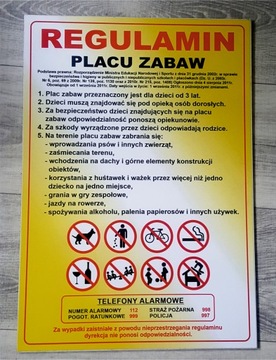 REGULAMIN
PLACU ZABAW
1. Plac zabaw przeznaczony jest dla dzieci od 3 lat.
2. Dzieci muszą znajdować się pod opieką osób dorosłych.
3. Za bezpieczeństwo dzieci znajdujących się na placu
zabaw odpowiedzialność ponoszą opiekunowie.
4. Za szkody wyrządzone przez dzieci odpowiadają rodzice.
5. Na terenie placu zabaw zabrania się:
- wprowadzania psów i innych zwierząt,
- zaśmiecania terenu,
- wchodzenia na dachy i górne elementy konstrukcji
obiektów,
- korzystania z huśtawek i ważek przez więcej niż jedno
dziecko na jedno miejsce,
- grania w gry zespołowe,
- jazdy na rowerze,
- spożywania alkoholu, palenia papierosów i innych używek.
TELEFONY ALARMOWE
NUMER ALARMOWY 112 STRAŻ POŻARNA 998
POGOT. RATUNKOWE 999 POLICJA 997
Za wypadki zaistniałe z powodu nieprzestrzegania regulaminu
dyrekcja nie ponosi odpowiedzialności.